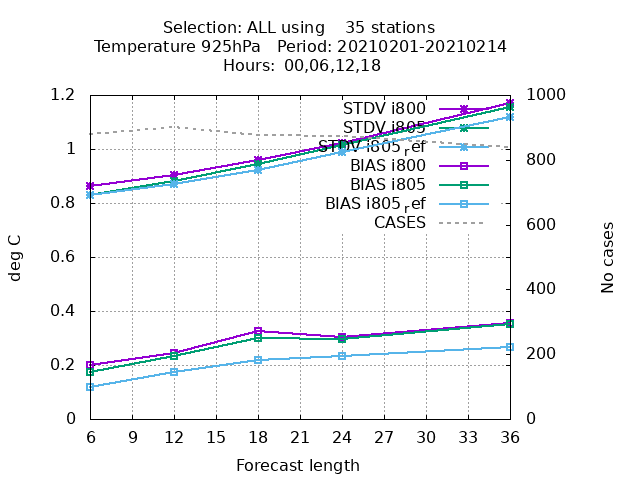 Selection: ALL using    35 stations
Temperature 925hPa   Period: 20210201-20210214
Hours: 00,06,12,18
1.2
1
0.8
0.6
0.4
0.2
0
1000
800
600
400
200
0
STDV i800
STDV i805
STDV i805ref
BIAS i800
BIAS i805
BIAS i805ref
CASES
deg C
No cases
6 9 12 15 18 21 24 27 30 33 36
Forecast length